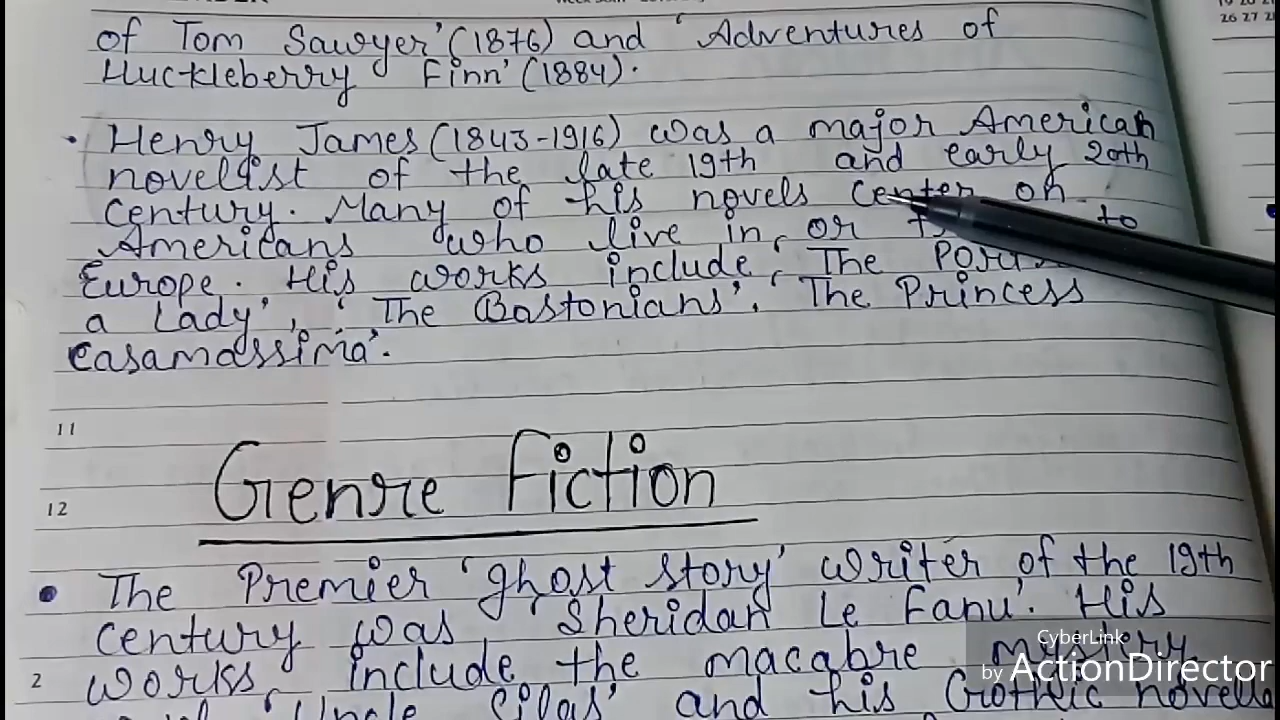 of Tom Sawyer' (1876) and 'Adventures of
Huckleberry Finn' (1884).
• Henry James (1843-1916) was a major American
novelist of the late 19th and early 20th
century. Many of his novels center on
Americans who live in or to
Europe. His works include 'The
a Lady', 'The Bastonians', 'The Princess
Casamassima'.
11
Genre Fiction
12
• The Premier 'ghost story' writer of the 19th
century was 'Sheridan Le Fanu'. His
works include the macabre mystery
2
'Uncle Silas' and his Gothic novella
CyberLink
by ActionDirector
26 27